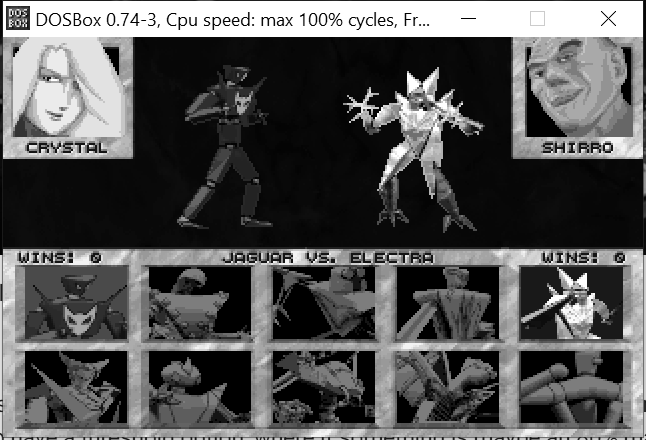 DOS
BOX
DOSBox 0.74-3, Cpu speed: max 100% cycles, Fr...
CRYSTAL
SHIRRO
WINS: 0
JAGUAR VS. ELECTRA
WINS: 0